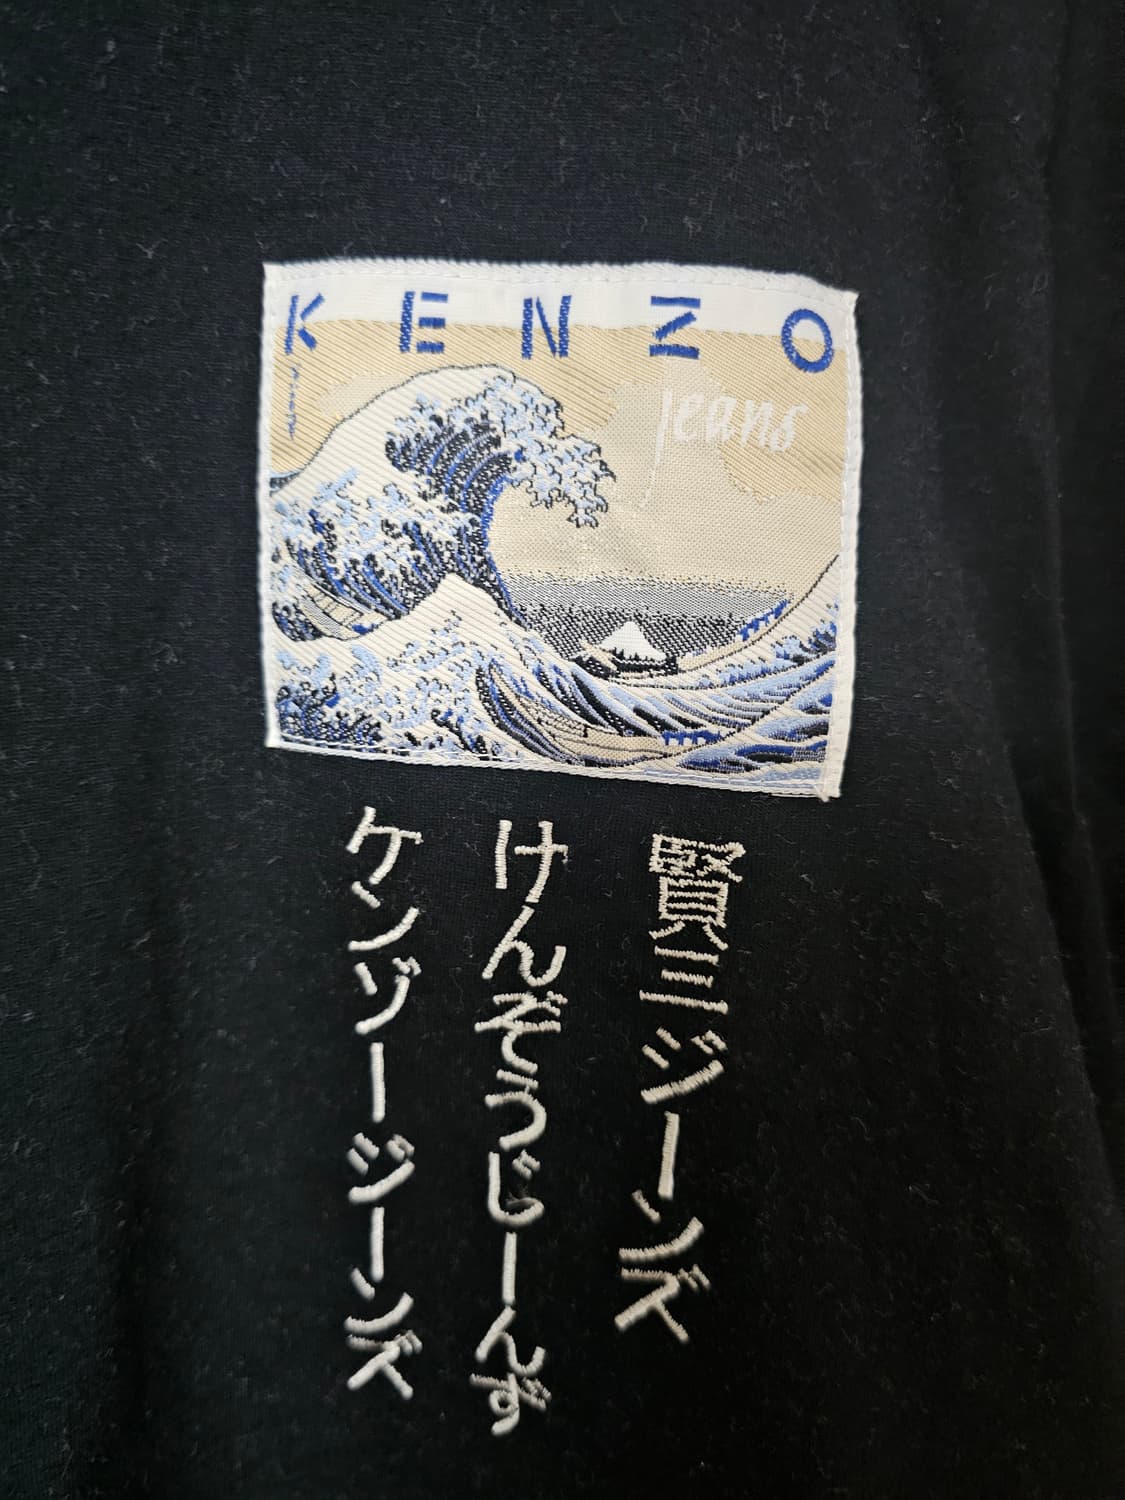 KENZO
jeans
賢三ジーンズ
けんぞうじーんず
ケンゾージーンズ